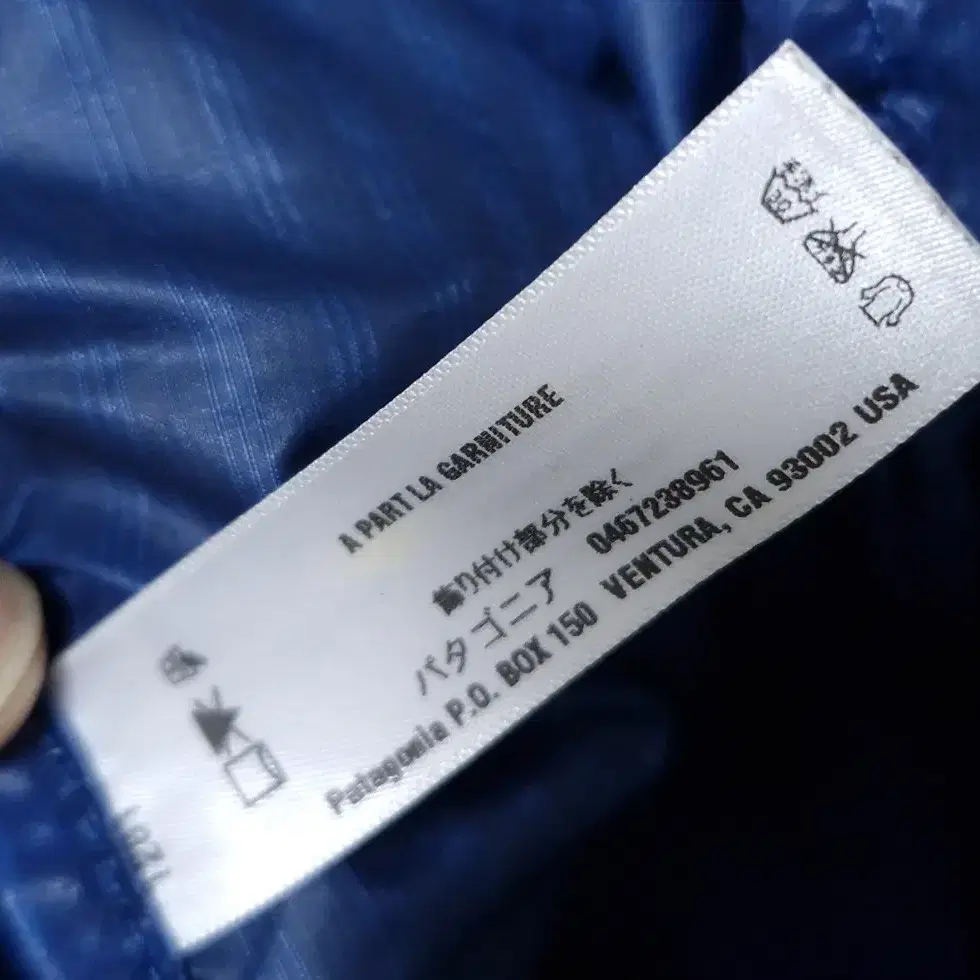 A PART LA GARNITURE
飾り付け部分を除く
パタゴニア 0467238961
Patagonia P.O. BOX 150 VENTURA, CA 93002 USA
30